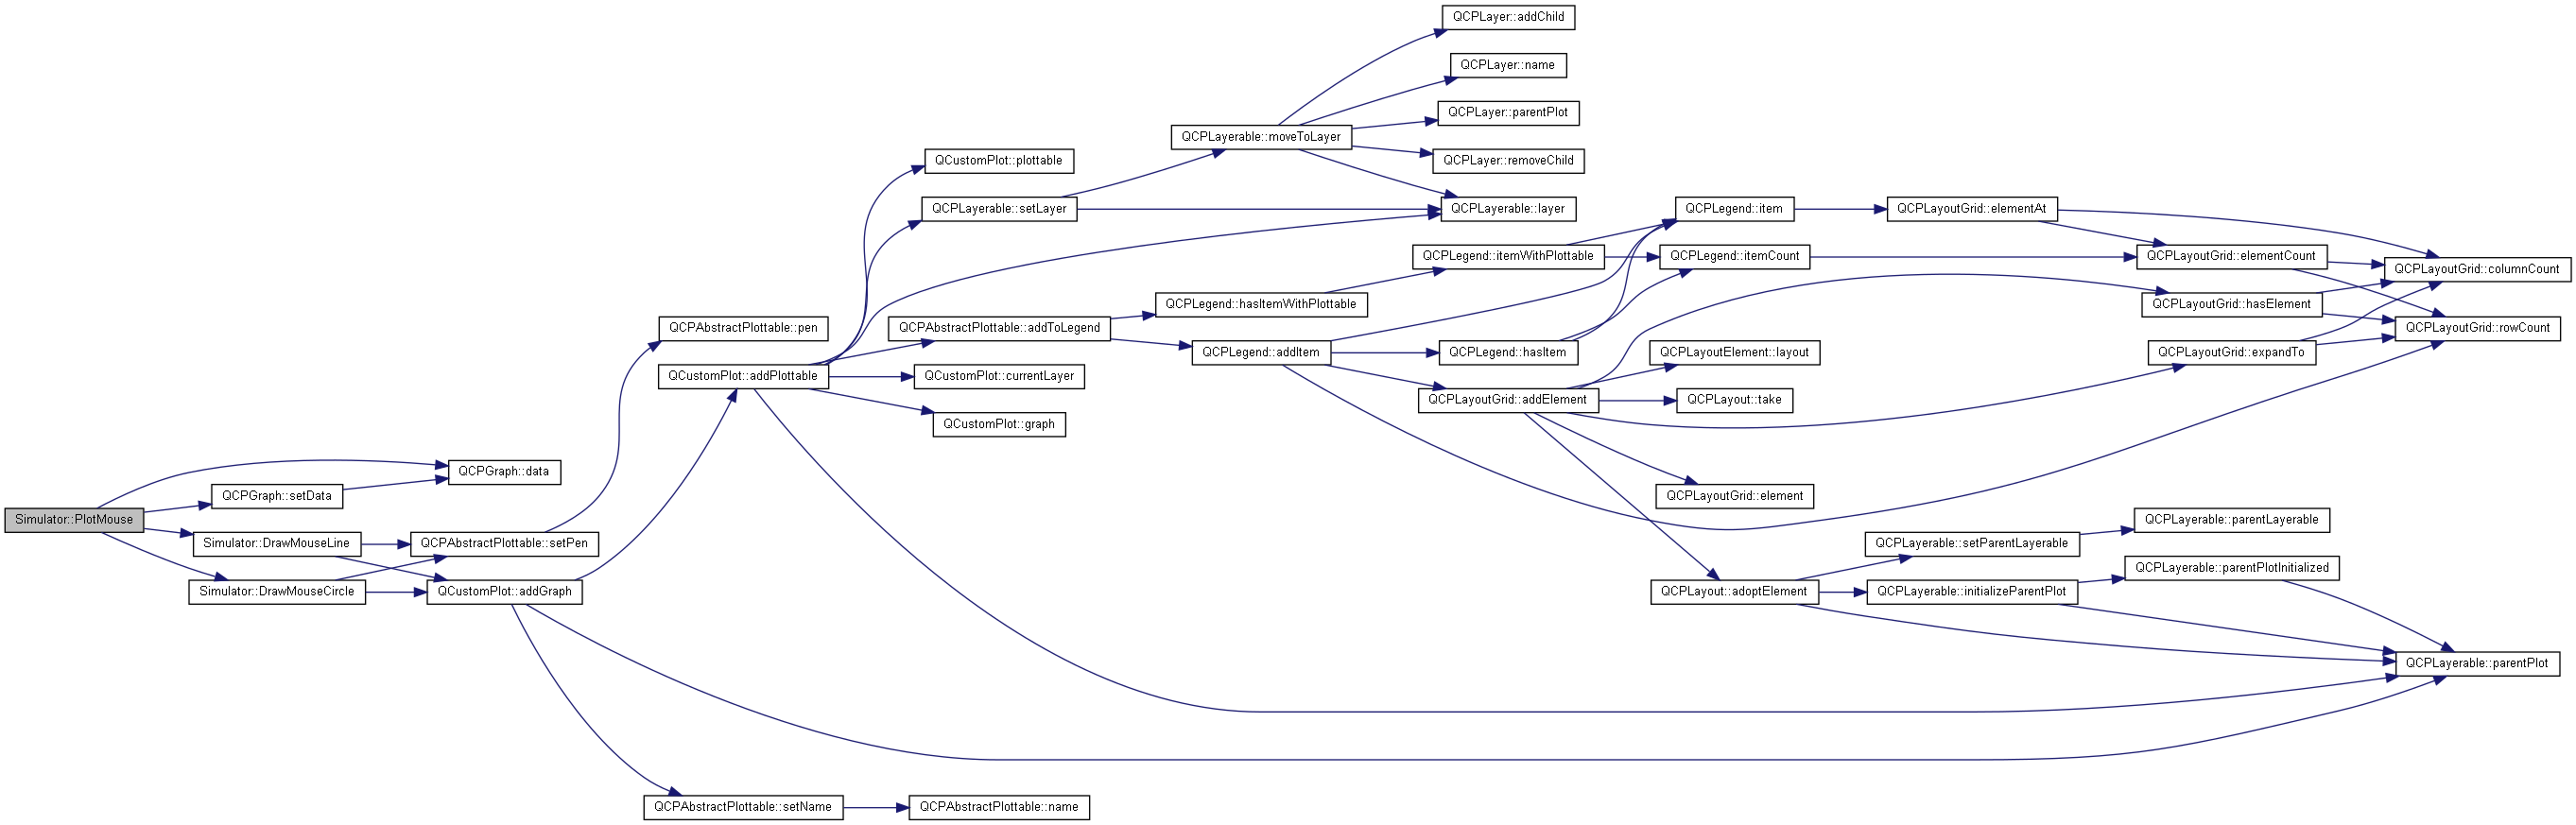 QCPLayer::addChild
QCPLayer::name
QCPLayer::parentPlot
QCPLayerable::moveToLayer
QCustomPlot::plottable
QCPLayer::removeChild
QCPLayerable::setLayer
QCPLayerable::layer
QCPLegend::item
QCPLayoutGrid::elementAt
QCPLegend::itemWithPlottable
QCPLegend::itemCount
QCPLayoutGrid::elementCount
QCPLayoutGrid::columnCount
QCPLegend::hasItemWithPlottable
QCPLayoutGrid::hasElement
QCPAbstractPlottable::pen
QCPAbstractPlottable::addToLegend
QCPLayoutGrid::rowCount
QCPLegend::addItem
QCPLegend::hasItem
QCPLayoutElement::layout
QCPLayoutGrid::expandTo
QCustomPlot::addPlottable
QCustomPlot::currentLayer
QCPLayoutGrid::addElement
QCPLayout::take
QCustomPlot::graph
QCPGraph::data
QCPGraph::setData
QCPLayoutGrid::element
Simulator::PlotMouse
QCPLayerable::parentLayerable
Simulator::DrawMouseLine
QCPAbstractPlottable::setPen
QCPLayerable::setParentLayerable
QCPLayerable::parentPlotInitialized
Simulator::DrawMouseCircle
QCustomPlot::addGraph
QCPLayout::adoptElement
QCPLayerable::initializeParentPlot
QCPLayerable::parentPlot
QCPAbstractPlottable::setName
QCPAbstractPlottable::name